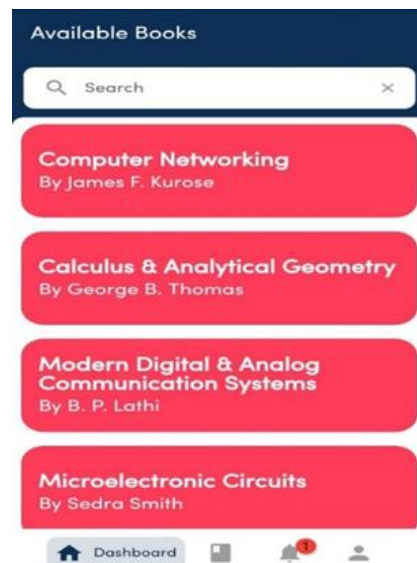 Available Books
Search
Computer Networking
By James F. Kurose
Calculus & Analytical Geometry
By George B. Thomas
Modern Digital & Analog
Communication Systems
By B. P. Lathi
Microelectronic Circuits
By Sedra Smith
Dashboard
1